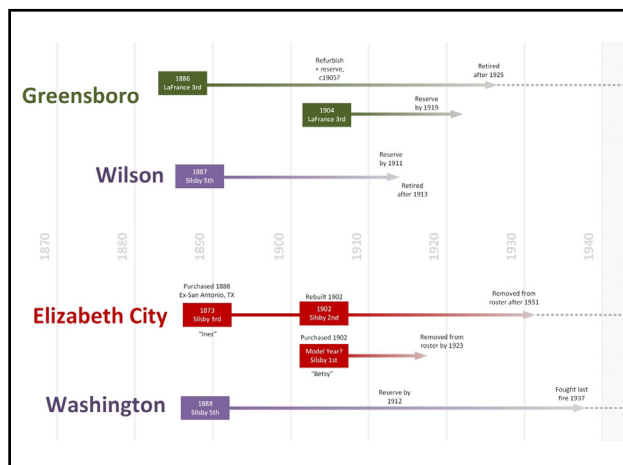 Refurbish
+ reserve,
c1905?
Retired
after 1925
1886
LaFrance 3rd
Greensboro
Reserve
by 1919
1904
LaFrance 3rd
Reserve
by 1911
1887
Silsby 5th
Wilson
Retired
after 1913
1870
1880
1890
1900
1910
1920
1930
1940
Purchased 1888
Ex-San Antonio, TX
Rebuilt 1902
Removed from
roster after 1931
Elizabeth City
1873
Silsby 3rd
1902
Silsby 2nd
"Inez"
Purchased 1902
Removed from
roster by 1923
Model Year?
Silsby 1st
"Betsy"
Washington
1888
Silsby 5th
Reserve by
1912
Fought last
fire 1937